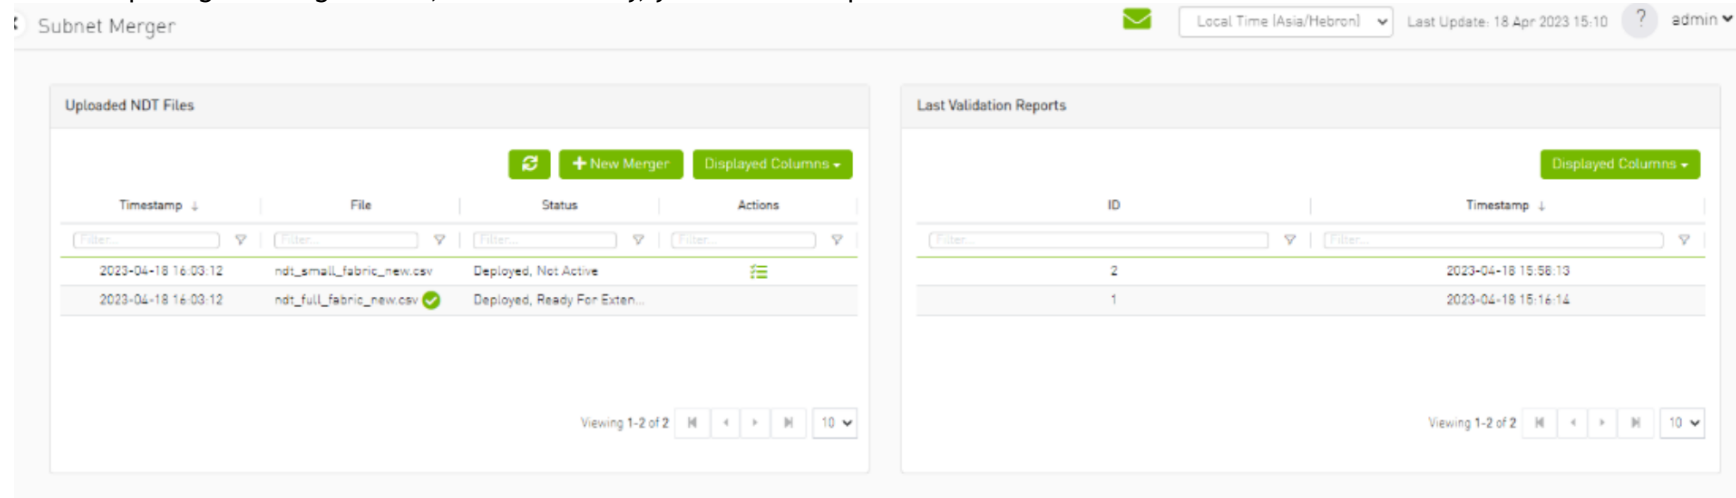 Subnet Merger
Local Time (Asia/Hebron)
Last Update: 18 Apr 2023 15:10
?
admin
Uploaded NDT Files
+ New Merger
Displayed Columns
Timestamp ↓ File Status Actions
Filter... Filter... Filter... Filter...
2023-04-18 16:03:12 ndt_small_fabric_new.csv Deployed, Not Active
2023-04-18 16:03:12 ndt_full_fabric_new.csv Deployed, Ready For Exten...
Viewing 1-2 of 2 10
Last Validation Reports
Displayed Columns
ID Timestamp ↓
Filter... Filter...
2 2023-04-18 15:58:13
1 2023-04-18 15:16:14
Viewing 1-2 of 2 10